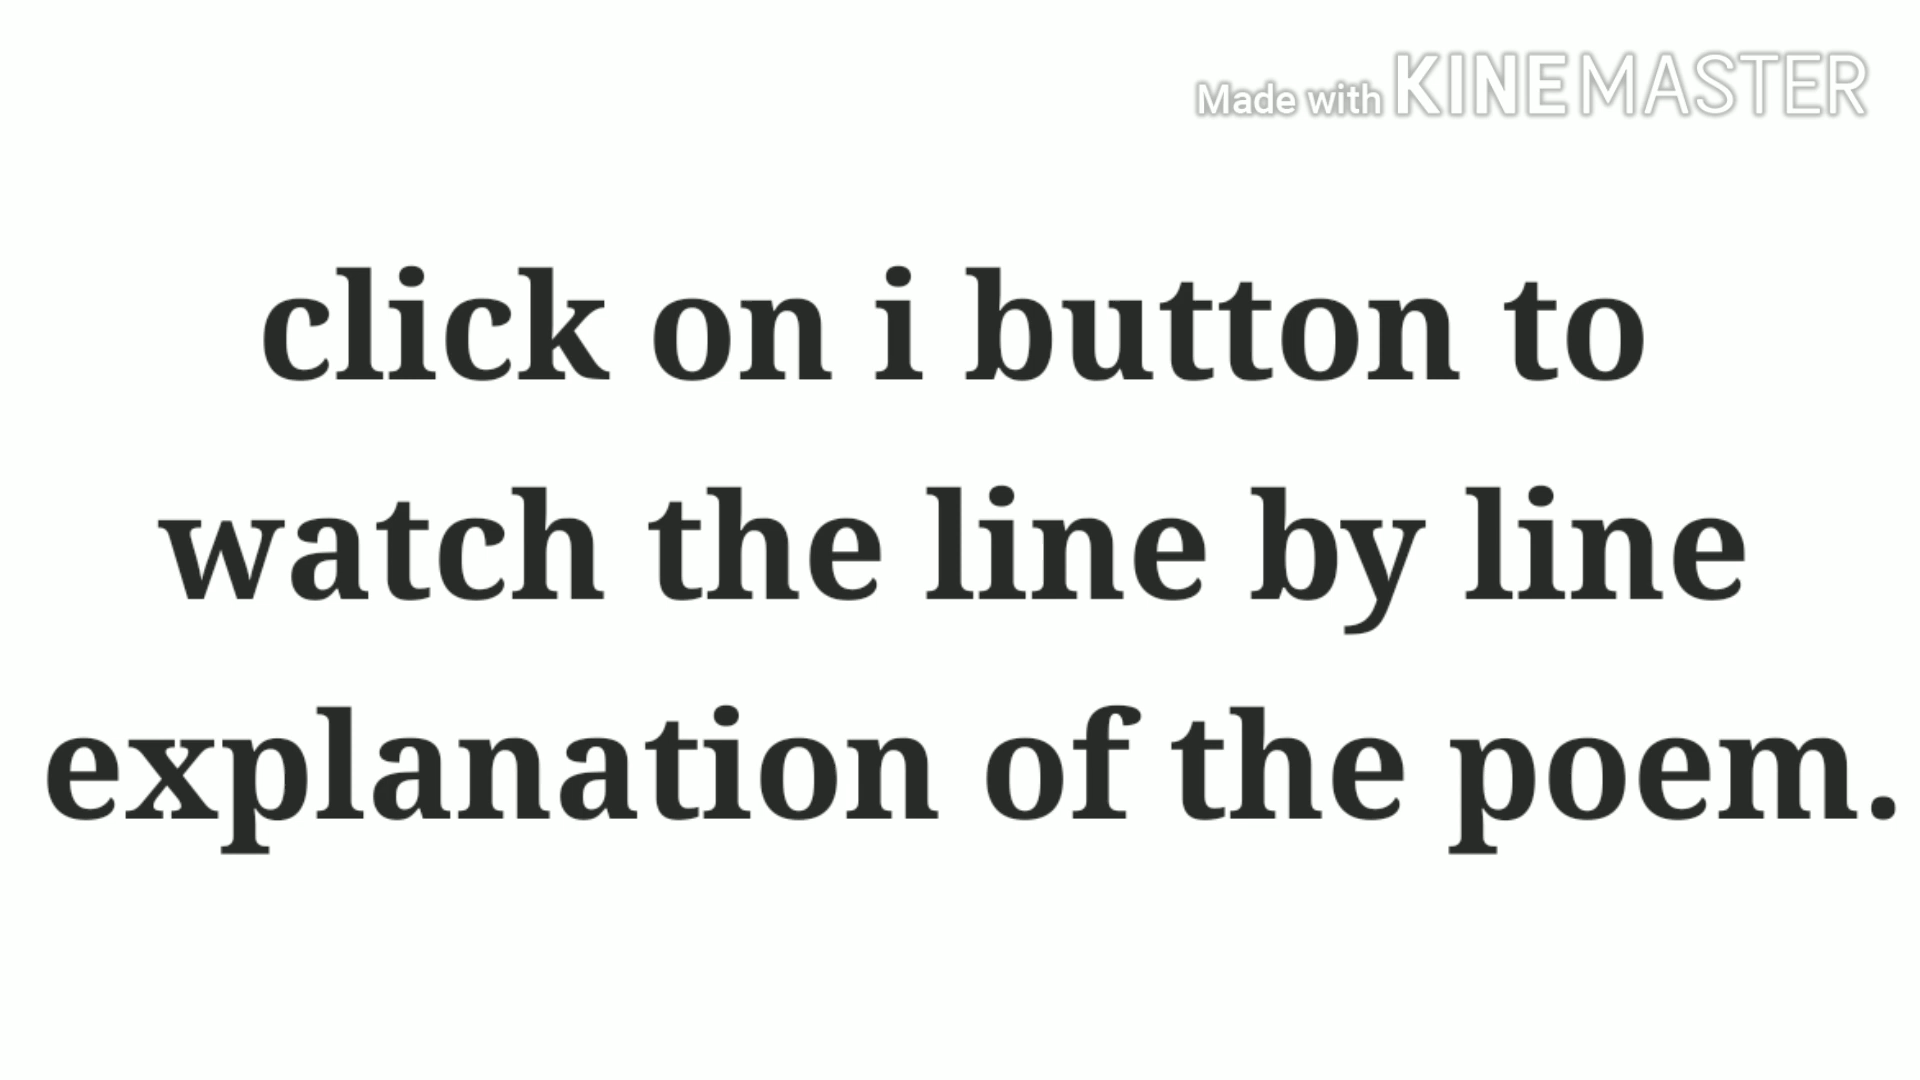 Made with KINEMASTER
click on i button to
watch the line by line
explanation of the poem.